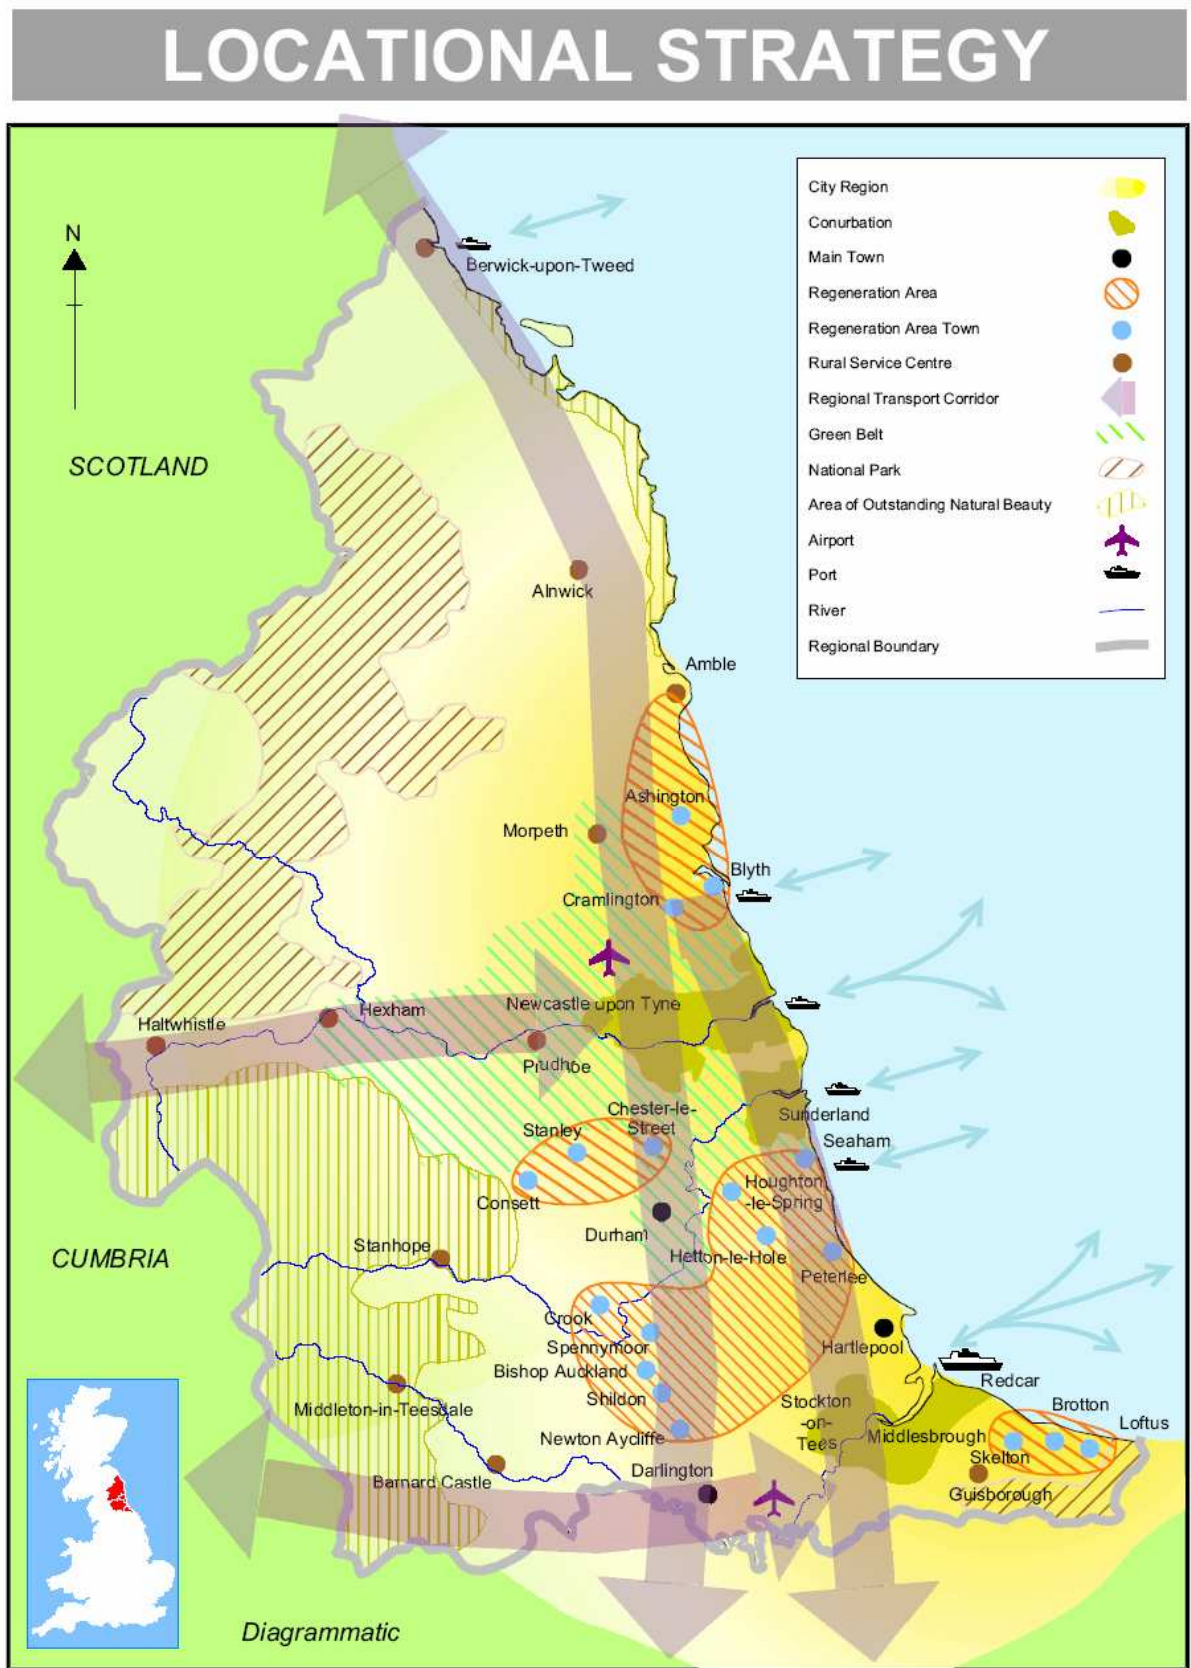 LOCATIONAL STRATEGY
City Region
Conurbation
Main Town
Regeneration Area
Regeneration Area Town
Rural Service Centre
Regional Transport Corridor
Green Belt
National Park
Area of Outstanding Natural Beauty
Airport
Port
River
Regional Boundary
N
Berwick-upon-Tweed
SCOTLAND
Alnwick
Amble
Ashington
Morpeth
Blyth
Cramlington
Newcastle upon Tyne
Hexham
Haltwhistle
Prudhoe
Chester-le-
Street
Sunderland
Stanley
Seaham
Houghton
-le-Spring
Consett
Durham
Stanhope
CUMBRIA
Hetton-le-Hole
Peterlee
Crook
Spennymoor
Hartlepool
Bishop Auckland
Redcar
Shildon
Stockton
-on-
Tees
Brotton
Middleton-in-Teesdale
Loftus
Newton Aycliffe
Middlesbrough
Skelton
Darlington
Barnard Castle
Guisborough
Diagrammatic